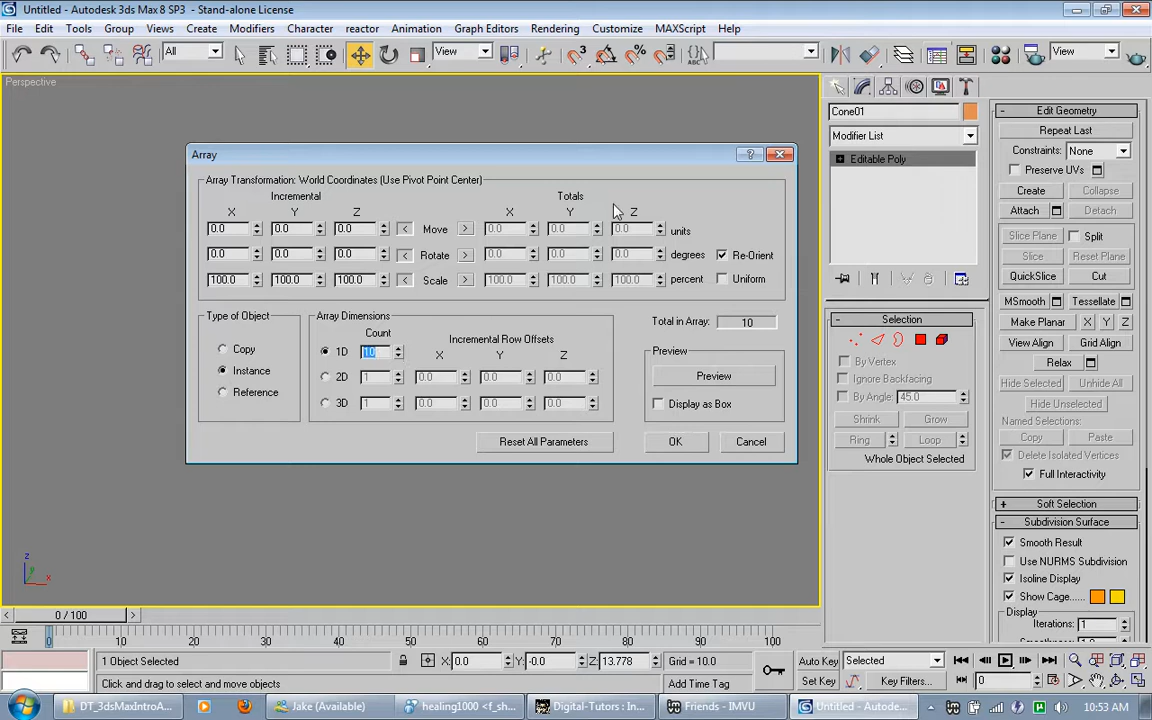 Untitled - Autodesk 3ds Max 8 SP3 - Stand-alone License
File Edit Tools Group Views Create Modifiers Character reactor Animation Graph Editors Rendering Customize MAXScript Help
All View View
Perspective
Cone01
Modifier List
Editable Poly
Array
Array Transformation: World Coordinates (Use Pivot Point Center)
Incremental Totals
X Y Z X Y Z
0.0 0.0 0.0 < Move > 0.0 0.0 0.0 units
0.0 0.0 0.0 < Rotate > 0.0 0.0 0.0 degrees Re-Orient
100.0 100.0 100.0 < Scale > 100.0 100.0 100.0 percent Uniform
Type of Object
Copy
Instance
Reference
Array Dimensions
Count
Incremental Row Offsets
X Y Z
1D 10
2D 1 0.0 0.0 0.0
3D 1 0.0 0.0 0.0
Total in Array: 10
Preview
Preview
Display as Box
Reset All Parameters OK Cancel
Selection
By Vertex
Ignore Backfacing
By Angle: 45.0
Shrink Grow
Ring Loop
Whole Object Selected
Edit Geometry
Repeat Last
Constraints: None
Preserve UVs
Create Collapse
Attach Detach
Slice Plane Split
Slice Reset Plane
QuickSlice Cut
MSmooth Tessellate
Make Planar X Y Z
View Align Grid Align
Relax
Hide Selected Unhide All
Hide Unselected
Named Selections:
Copy Paste
Delete Isolated Vertices
Full Interactivity
Soft Selection
Subdivision Surface
Smooth Result
Use NURMS Subdivision
Isoline Display
Show Cage......
Display
Iterations: 1
z
y
x
0 / 100
0 10 20 30 40 50 60 70 80 90 100
1 Object Selected X: 0.0 Y: -0.0 Z: 13.778 Grid = 10.0 Auto Key Selected
Click and drag to select and move objects Add Time Tag Set Key Key Filters... 0
DT_3dsMaxIntroA... Jake (Available) healing1000 <f_sh... Digital-Tutors : In... Friends - IMVU Untitled - Autodes... 10:53 AM